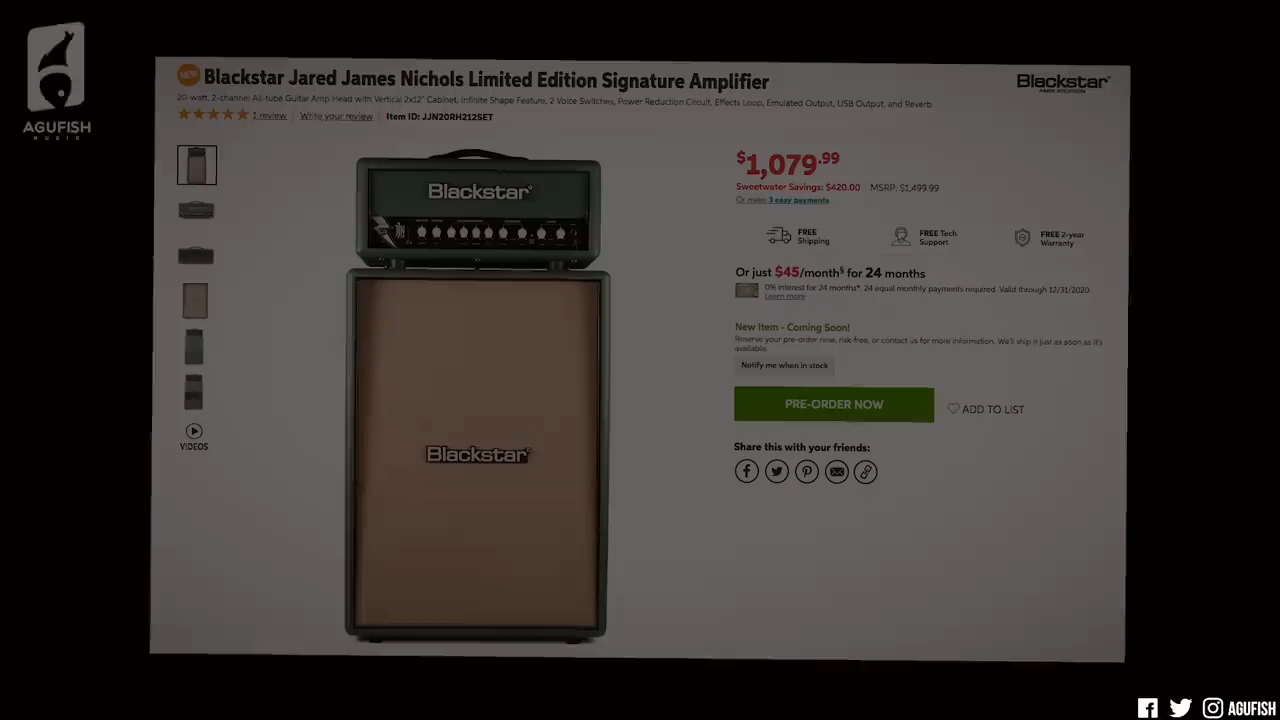 AGUFISH
MUSIC
NEW Blackstar Jared James Nichols Limited Edition Signature Amplifier
20-watt, 2-channel All-tube Guitar Amp Head with Vertical 2x12" Cabinet, Infinite Shape Feature, 2 Voice Switches, Power Reduction Circuit, Effects Loop, Emulated Output, USB Output, and Reverb
1 review Write your review Item ID: JJN20RH212SET
Blackstar
AMPLIFICATION
$1,079.99
Sweetwater Savings: $420.00 MSRP: $1,499.99
Or make 3 easy payments
FREE Shipping
FREE Tech Support
FREE 2-year Warranty
Or just $45/month§ for 24 months
0% interest for 24 months*. 24 equal monthly payments required. Valid through 12/31/2020
Learn more
New Item - Coming Soon!
Reserve your pre-order now, risk-free, or contact us for more information. We'll ship it just as soon as it's
available.
Notify me when in stock
PRE-ORDER NOW
ADD TO LIST
Share this with your friends:
VIDEOS
Blackstar
Blackstar
AGUFISH